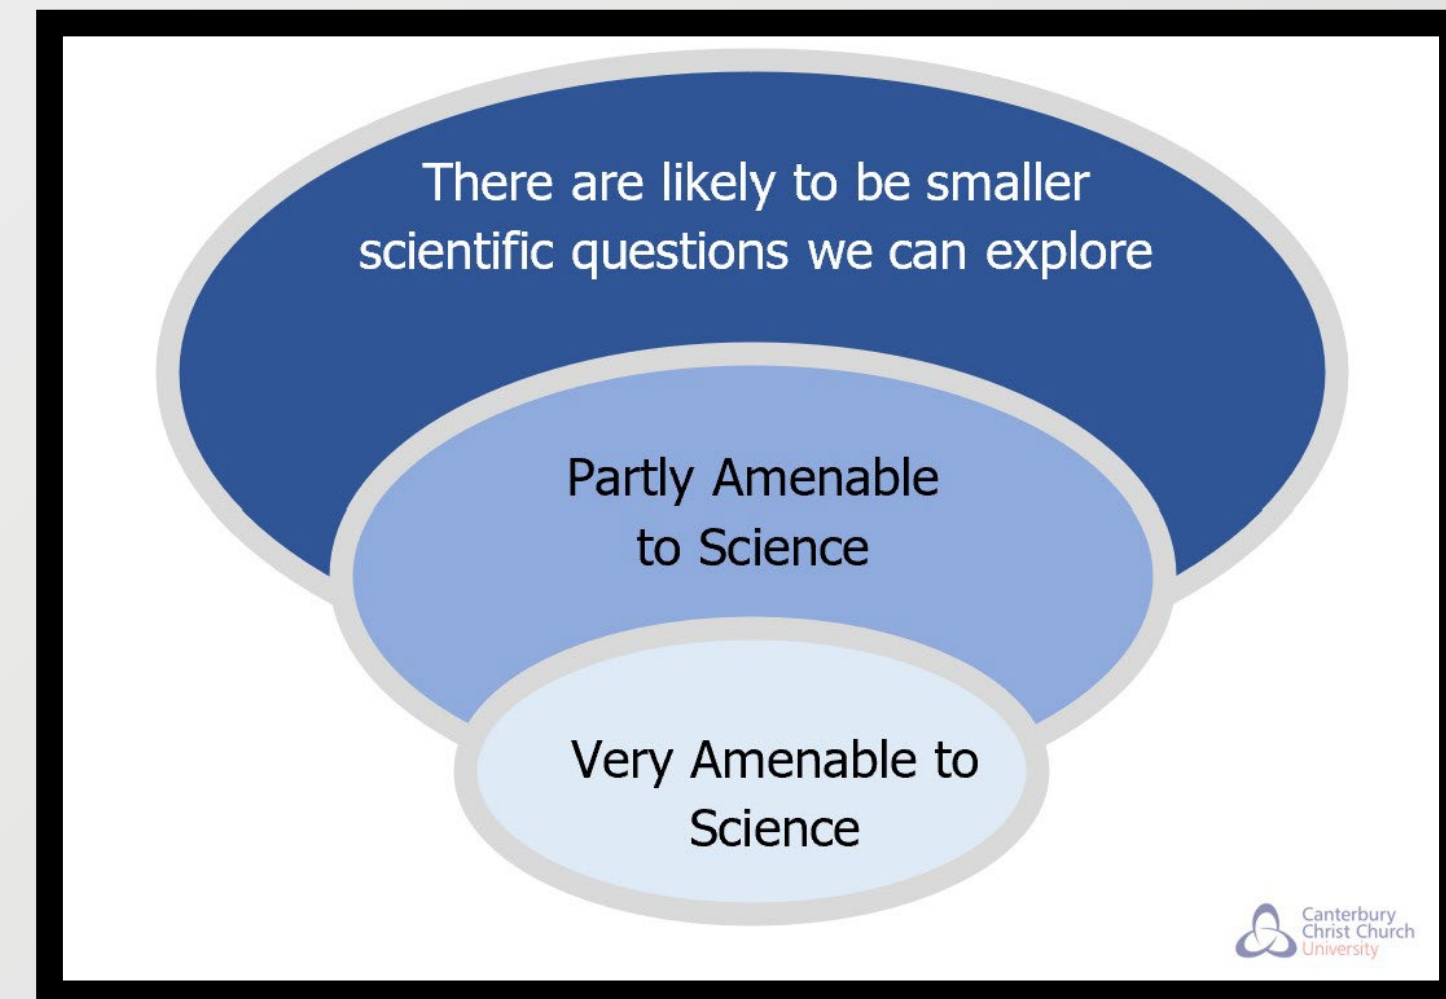 There are likely to be smaller
scientific questions we can explore
Partly Amenable
to Science
Very Amenable to
Science
Canterbury
Christ Church
University